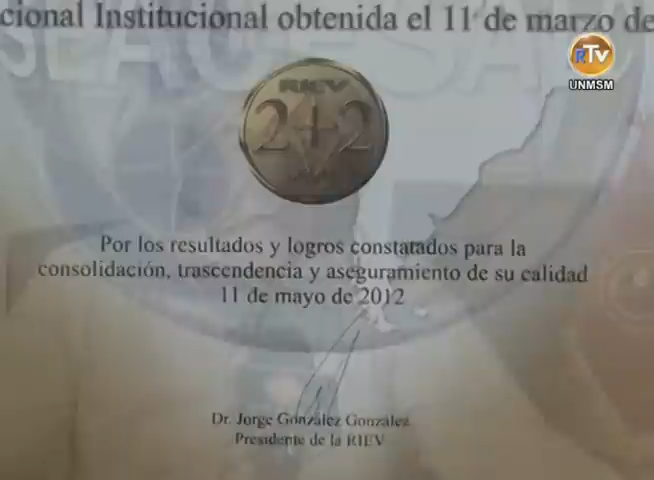 cional Institucional obtenida el 11 de marzo de
RTV
UNMSM
RIEV
2+2
Por los resultados y logros constatados para la
consolidación, trascendencia y aseguramiento de su calidad
11 de mayo de 2012
Dr. Jorge González González
Presidente de la RIEV